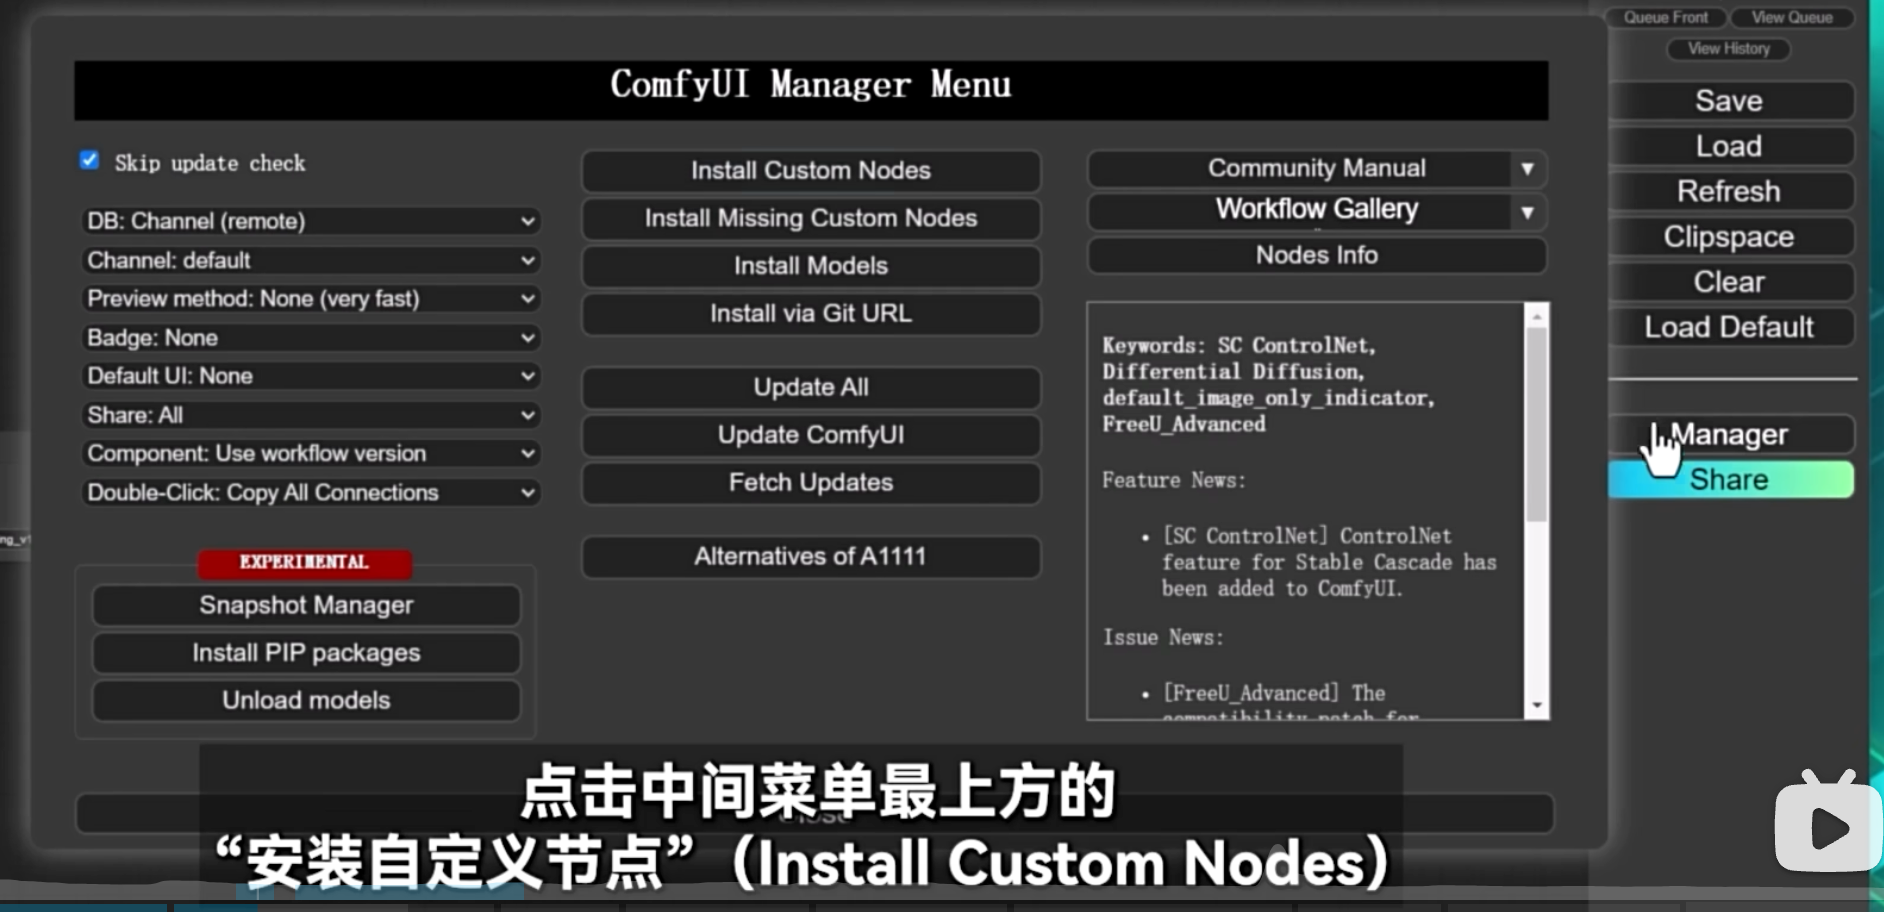 Queue Front
View Queue
View History
ComfyUI Manager Menu
Skip update check
DB: Channel (remote)
Channel: default
Preview method: None (very fast)
Badge: None
Default UI: None
Share: All
Component: Use workflow version
Double-Click: Copy All Connections
EXPERIMENTAL
Snapshot Manager
Install PIP packages
Unload models
Install Custom Nodes
Install Missing Custom Nodes
Install Models
Install via Git URL
Update All
Update ComfyUI
Fetch Updates
Alternatives of A1111
Community Manual
Workflow Gallery
Nodes Info
Keywords: SC ControlNet,
Differential Diffusion,
default_image_only_indicator,
FreeU_Advanced
Feature News:
• [SC ControlNet] ControlNet
feature for Stable Cascade has
been added to ComfyUI.
Issue News:
• [FreeU_Advanced] The
compatibility patch for
Save
Load
Refresh
Clipspace
Clear
Load Default
Manager
Share
ng_v1
点击中间菜单最上方的
“安装自定义节点”（Install Custom Nodes）